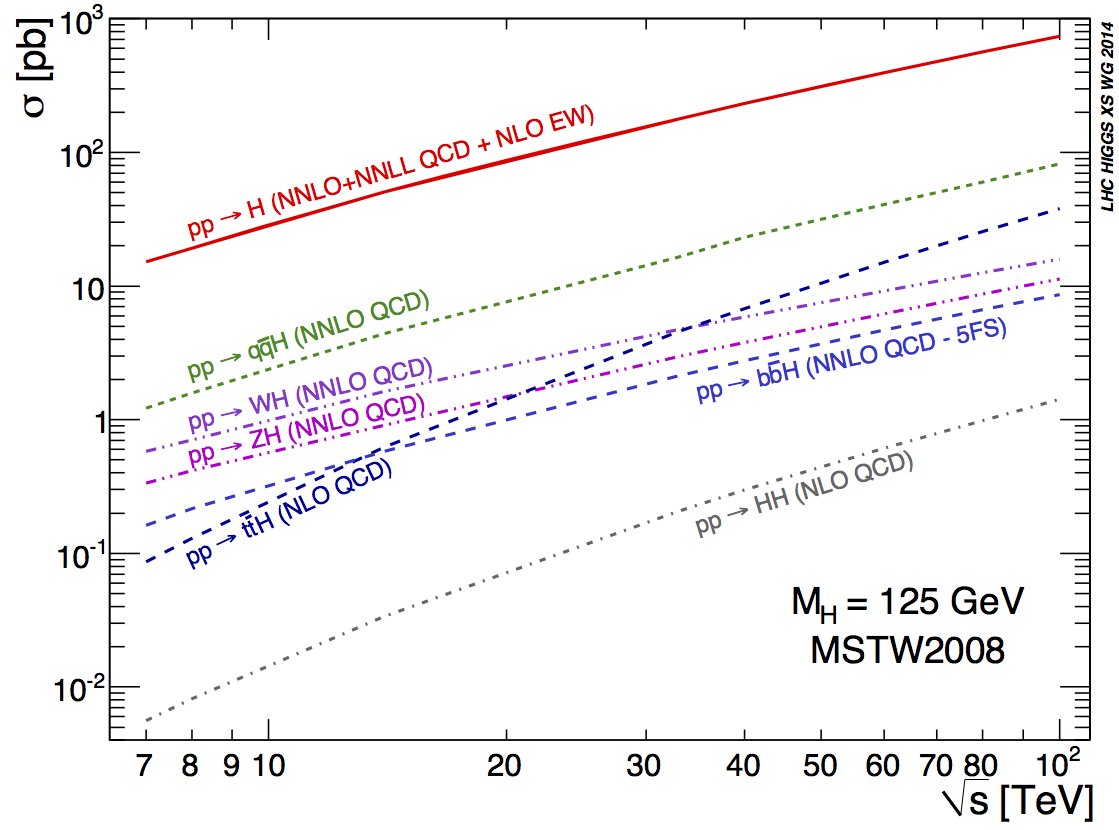 10³
σ [pb]
LHC HIGGS XS WG 2014
pp → H (NNLO+NNLL QCD + NLO EW)
10²
10
pp → qq̅H (NNLO QCD)
pp → WH (NNLO QCD)
1
pp → ZH (NNLO QCD)
pp → bb̅H (NNLO QCD - 5FS)
pp → tt̅H (NLO QCD)
pp → HH (NLO QCD)
10⁻¹
M_H = 125 GeV
MSTW2008
10⁻²
7 8 9 10 20 30 40 50 60 70 80 10²
√s [TeV]